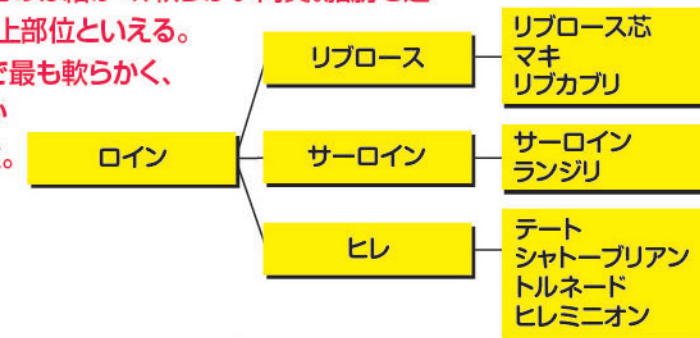 上部位といえる。
で最も軟らかく、
ロイン
リブロース
サーロイン
ヒレ
リブロース芯
マキ
リブカブリ
サーロイン
ランジリ
テート
シャトーブリアン
トルネード
ヒレミニオン